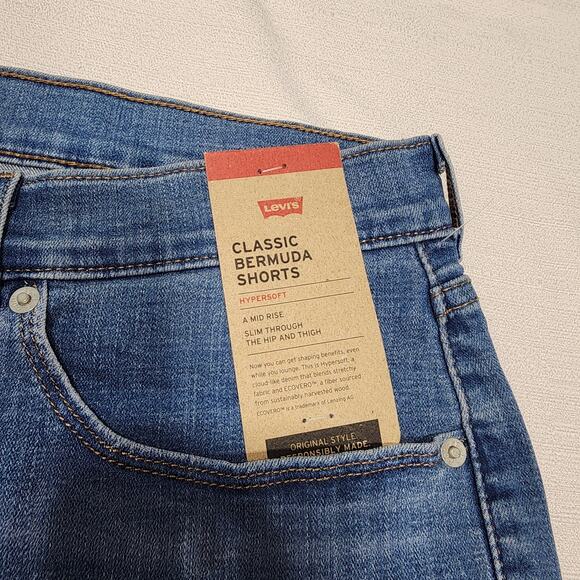 Levi's
CLASSIC
BERMUDA
SHORTS
HYPERSOFT
A MID RISE
SLIM THROUGH
THE HIP AND THIGH
Now you can get shaping benefits, even
while you lounge. This is Hypersoft, a
cloud-like denim that blends stretchy
fabric and ECOVERO™, a fiber sourced
from sustainably harvested wood.
ECOVERO™ is a trademark of Lenzing AG.
ORIGINAL STYLE,
MADE